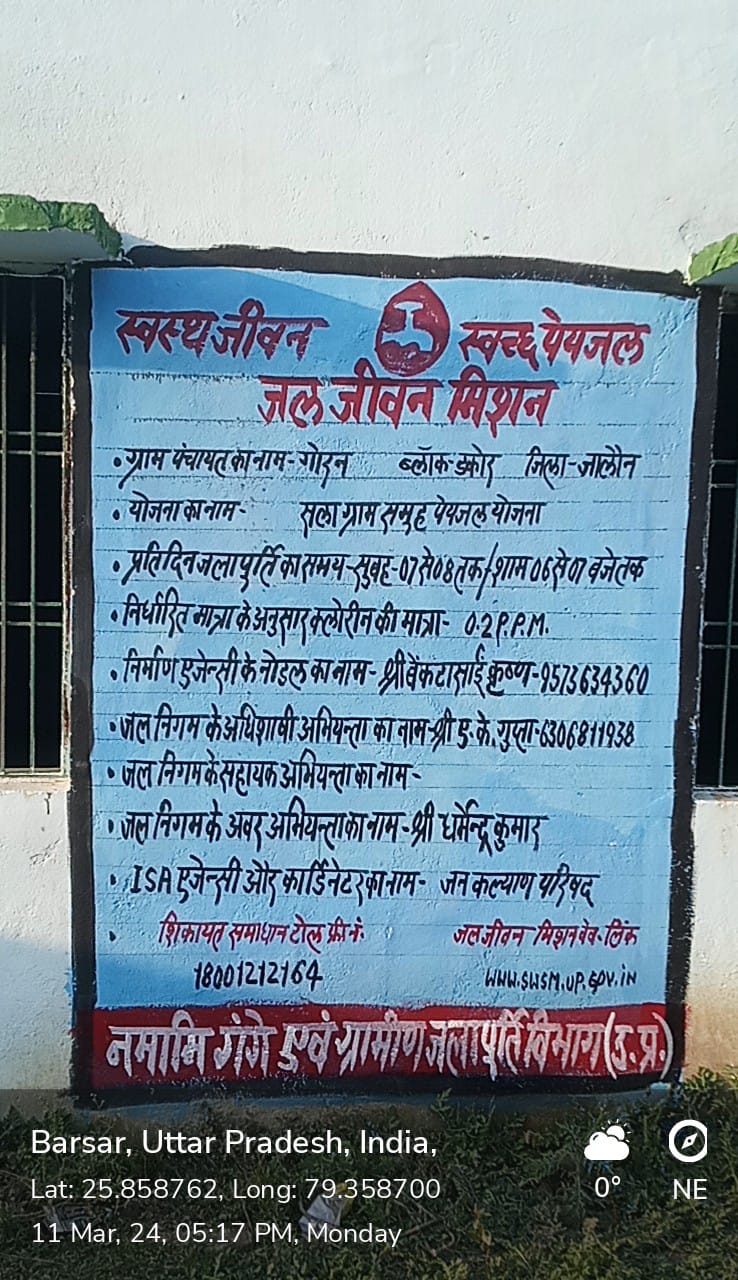 स्वस्थ जीवन स्वच्छ पेयजल
जल जीवन मिशन
• ग्राम पंचायत का नाम- गोरन ब्लॉक-डकोर जिला-जालौन
• योजना का नाम- सला ग्राम समुह पेयजल योजना
• प्रतिदिन जलापुर्ति का समय-सुबह-07 से 08 तक/शाम 06 से 07 बजे तक
• निर्धारित मात्रा के अनुसार क्लोरीन की मात्रा- 0.2 P.P.M.
• निर्माण एजेन्सी के नोडल का नाम- श्री वेंकटासाई कृष्ण-9573634360
• जल निगम के अधिशाषी अभियन्ता का नाम-श्री ए. के. गुप्ता-6306811938
• जल निगम के सहायक अभियन्ता का नाम-
• जल निगम के अवर अभियन्ता का नाम-श्री धर्मेन्द्र कुमार
• ISA एजेन्सी और कार्डिनेटर का नाम- जन कल्याण परिषद्
• शिकायत समाधान टोल फ्री नं. जल जीवन मिशन वेब-लिंक
18001212164 www.swsm.up.gov.in
नमामि गंगे एवं ग्रामीण जलापुर्ति विभाग (उ.प्र.)
Barsar, Uttar Pradesh, India,
Lat: 25.858762, Long: 79.358700
11 Mar, 24, 05:17 PM, Monday
0° NE